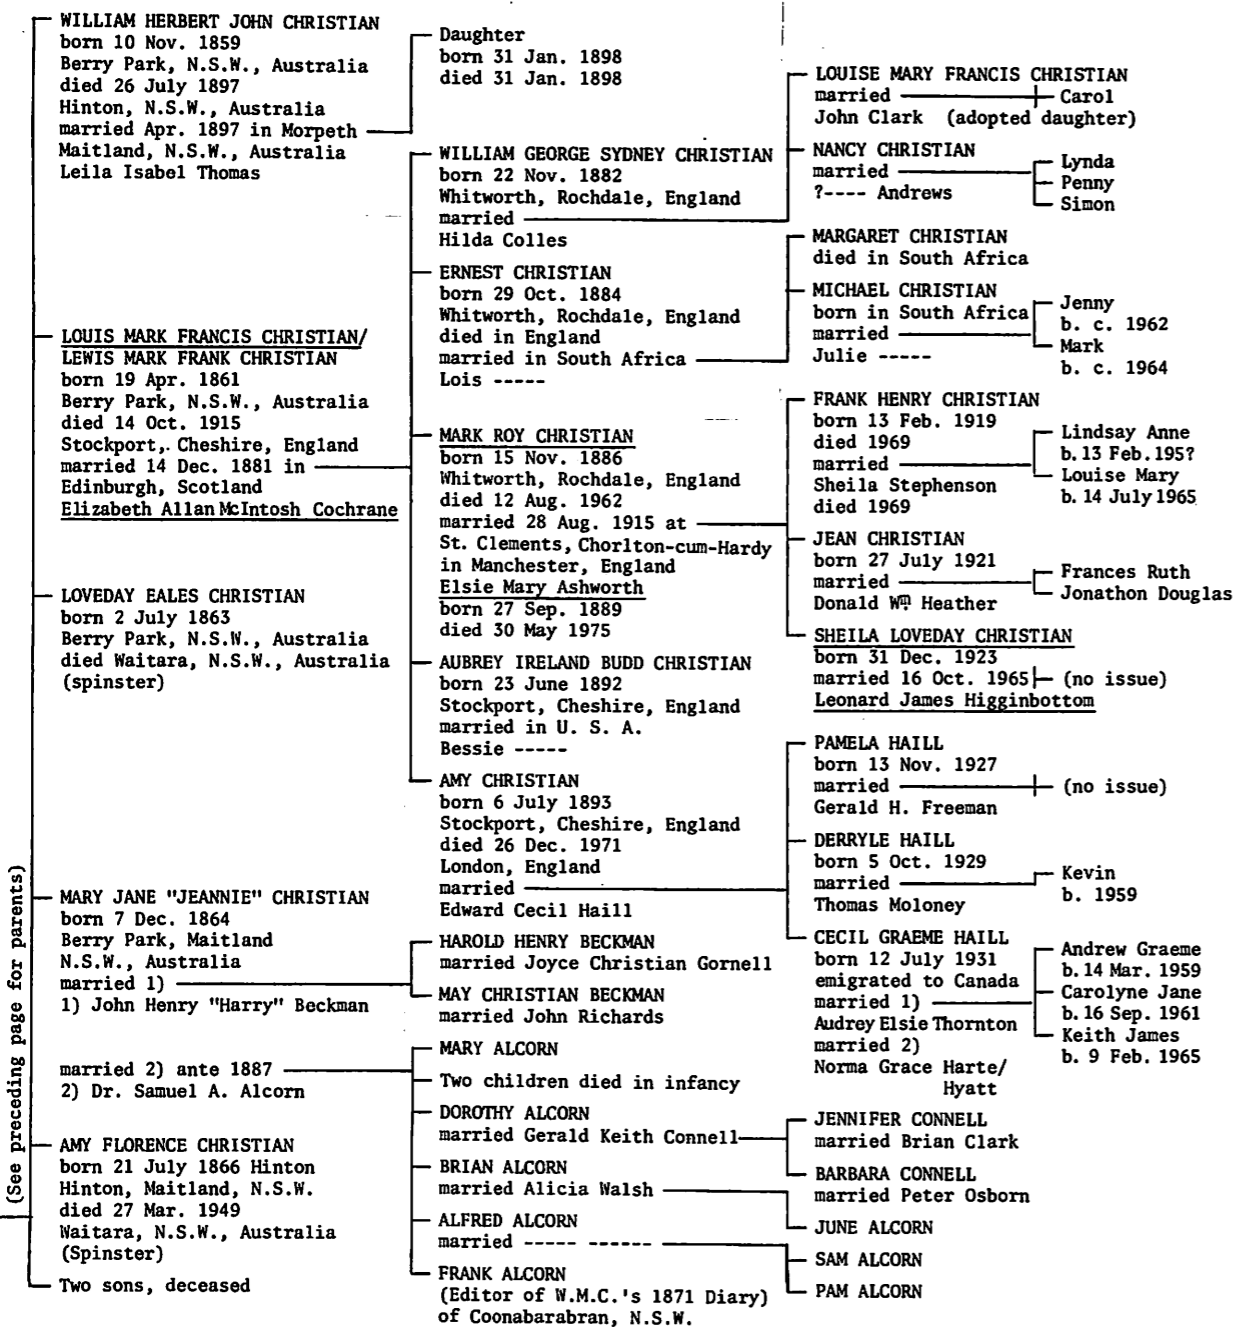 WILLIAM HERBERT JOHN CHRISTIAN
born 10 Nov. 1859
Berry Park, N.S.W., Australia
died 26 July 1897
Hinton, N.S.W., Australia
married Apr. 1897 in Morpeth
Maitland, N.S.W., Australia
Leila Isabel Thomas
LOUIS MARK FRANCIS CHRISTIAN/
LEWIS MARK FRANK CHRISTIAN
born 19 Apr. 1861
Berry Park, N.S.W., Australia
died 14 Oct. 1915
Stockport, Cheshire, England
married 14 Dec. 1881 in
Edinburgh, Scotland
Elizabeth Allan McIntosh Cochrane
LOVEDAY EALES CHRISTIAN
born 2 July 1863
Berry Park, N.S.W., Australia
died Waitara, N.S.W., Australia
(spinster)
MARY JANE "JEANNIE" CHRISTIAN
born 7 Dec. 1864
Berry Park, Maitland
N.S.W., Australia
married 1)
1) John Henry "Harry" Beckman
married 2) ante 1887
2) Dr. Samuel A. Alcorn
AMY FLORENCE CHRISTIAN
born 21 July 1866 Hinton
Hinton, Maitland, N.S.W.
died 27 Mar. 1949
Waitara, N.S.W., Australia
(Spinster)
Two sons, deceased
(See preceding page for parents)
Daughter
born 31 Jan. 1898
died 31 Jan. 1898
WILLIAM GEORGE SYDNEY CHRISTIAN
born 22 Nov. 1882
Whitworth, Rochdale, England
married
Hilda Colles
ERNEST CHRISTIAN
born 29 Oct. 1884
Whitworth, Rochdale, England
died in England
married in South Africa
Lois -----
MARK ROY CHRISTIAN
born 15 Nov. 1886
Whitworth, Rochdale, England
died 12 Aug. 1962
married 28 Aug. 1915 at
St. Clements, Chorlton-cum-Hardy
in Manchester, England
Elsie Mary Ashworth
born 27 Sep. 1889
died 30 May 1975
AUBREY IRELAND BUDD CHRISTIAN
born 23 June 1892
Stockport, Cheshire, England
married in U. S. A.
Bessie -----
AMY CHRISTIAN
born 6 July 1893
Stockport, Cheshire, England
died 26 Dec. 1971
London, England
married
Edward Cecil Haill
HAROLD HENRY BECKMAN
married Joyce Christian Gornell
MAY CHRISTIAN BECKMAN
married John Richards
MARY ALCORN
Two children died in infancy
DOROTHY ALCORN
married Gerald Keith Connell
BRIAN ALCORN
married Alicia Walsh
ALFRED ALCORN
married ----- ------
FRANK ALCORN
(Editor of W.M.C.'s 1871 Diary)
of Coonabarabran, N.S.W.
LOUISE MARY FRANCIS CHRISTIAN
married Carol
John Clark (adopted daughter)
NANCY CHRISTIAN
married
?---- Andrews
Lynda
Penny
Simon
MARGARET CHRISTIAN
died in South Africa
MICHAEL CHRISTIAN
born in South Africa
married
Julie -----
Jenny
b. c. 1962
Mark
b. c. 1964
FRANK HENRY CHRISTIAN
born 13 Feb. 1919
died 1969
married
Sheila Stephenson
died 1969
Lindsay Anne
b. 13 Feb. 195?
Louise Mary
b. 14 July 1965
JEAN CHRISTIAN
born 27 July 1921
married
Donald Wm Heather
Frances Ruth
Jonathon Douglas
SHEILA LOVEDAY CHRISTIAN
born 31 Dec. 1923
married 16 Oct. 1965 (no issue)
Leonard James Higginbottom
PAMELA HAILL
born 13 Nov. 1927
married (no issue)
Gerald H. Freeman
DERRYLE HAILL
born 5 Oct. 1929
married
Thomas Moloney
Kevin
b. 1959
CECIL GRAEME HAILL
born 12 July 1931
emigrated to Canada
married 1)
Audrey Elsie Thornton
married 2)
Norma Grace Harte/
Hyatt
Andrew Graeme
b. 14 Mar. 1959
Carolyne Jane
b. 16 Sep. 1961
Keith James
b. 9 Feb. 1965
JENNIFER CONNELL
married Brian Clark
BARBARA CONNELL
married Peter Osborn
JUNE ALCORN
SAM ALCORN
PAM ALCORN